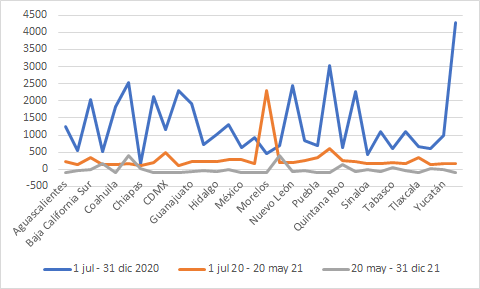 4500
4000
3500
3000
2500
2000
1500
1000
500
0
-500
Aguascalientes
Baja California Sur
Coahuila
Chiapas
CDMX
Guanajuato
Hidalgo
México
Morelos
Nuevo León
Puebla
Quintana Roo
Sinaloa
Tabasco
Tlaxcala
Yucatán
1 jul - 31 dic 2020
1 jul 20 - 20 may 21
20 may - 31 dic 21